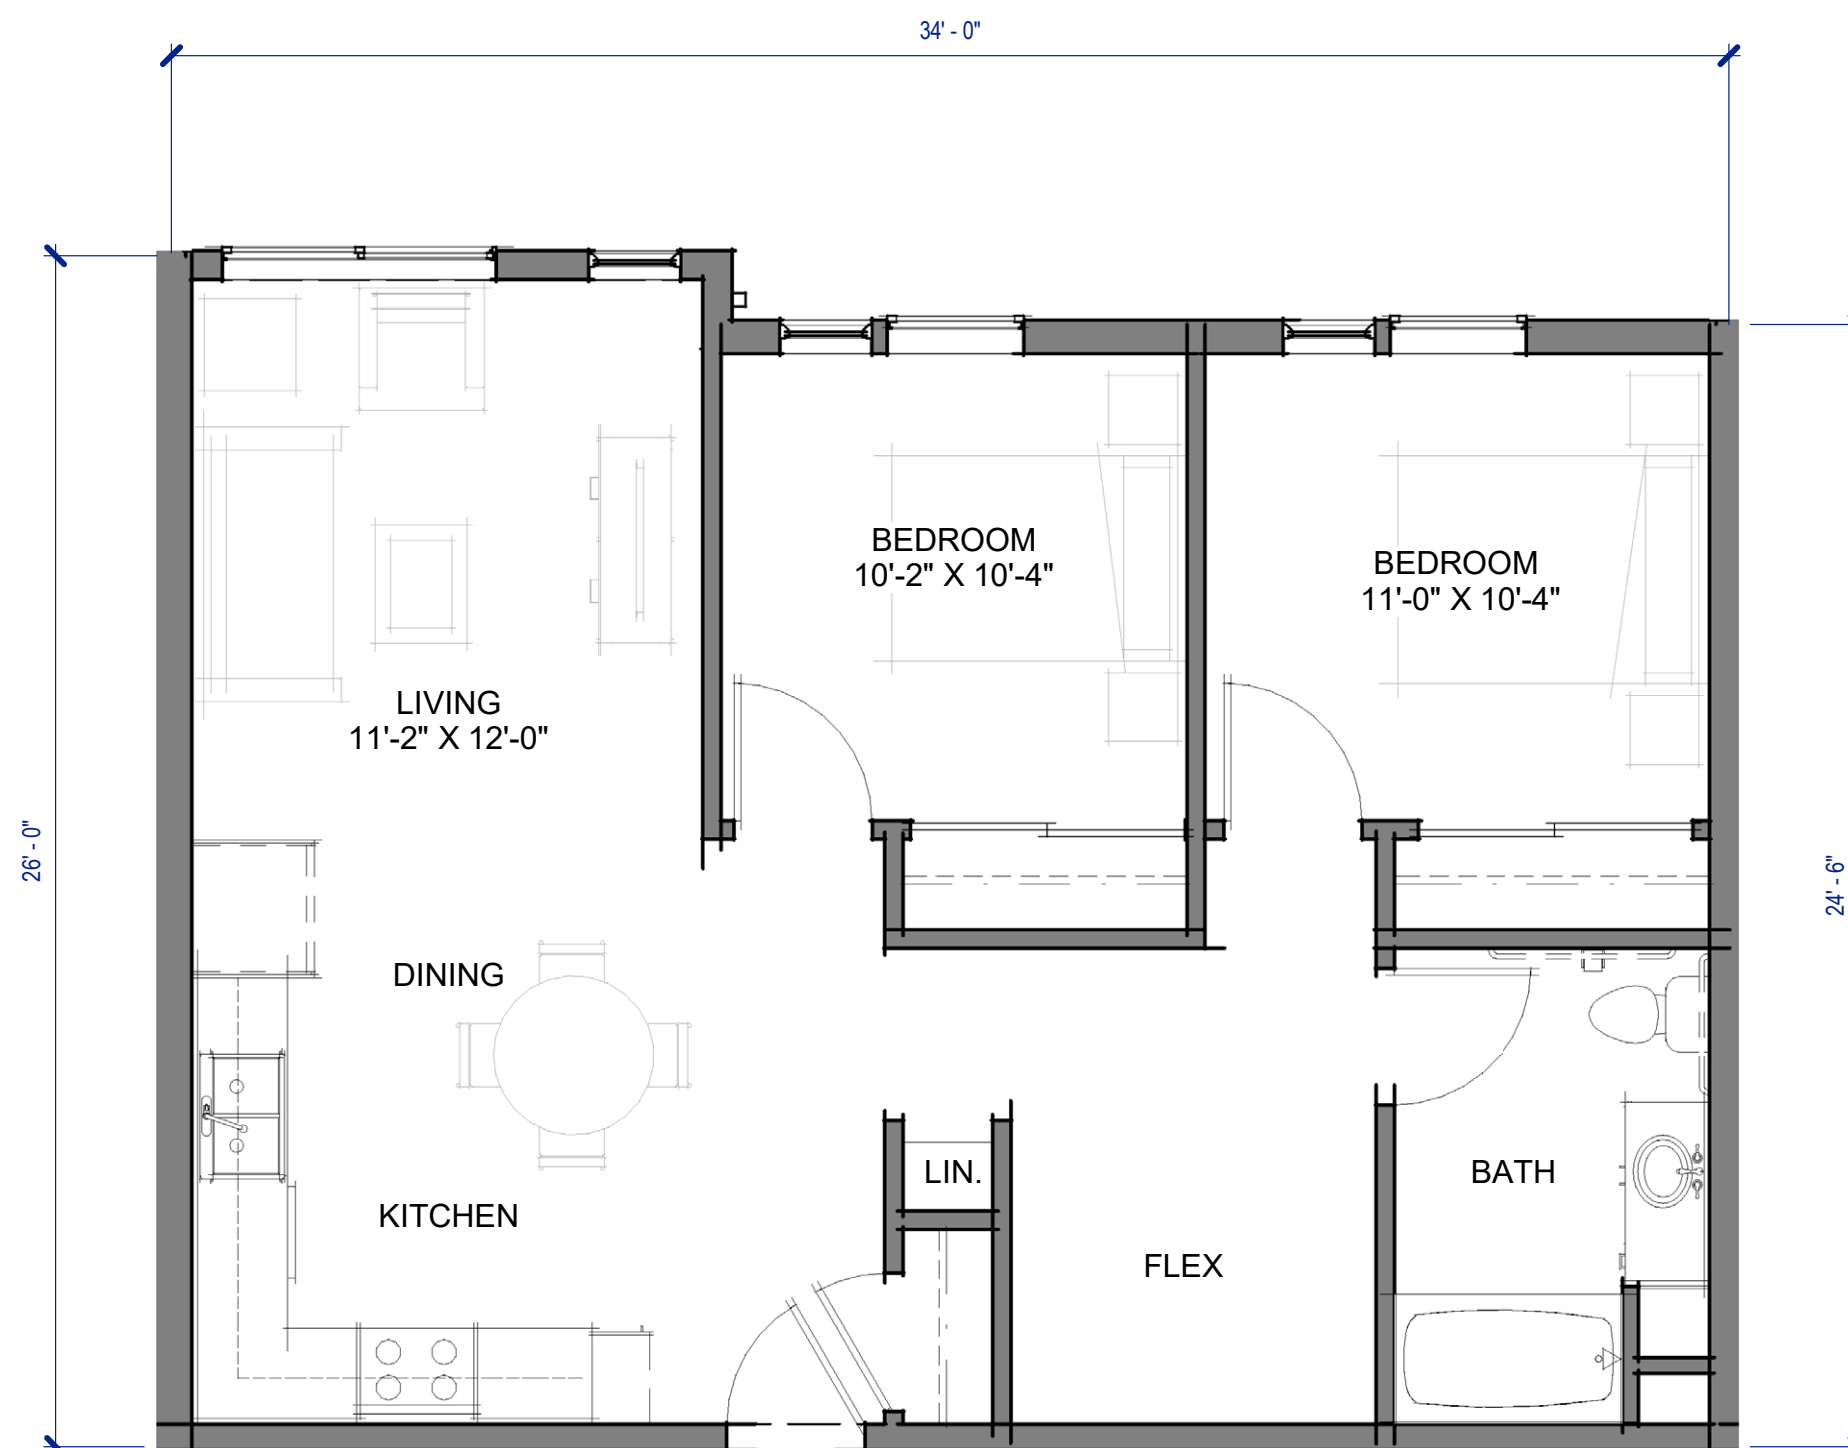 34' - 0"
BEDROOM
10'-2" X 10'-4"
BEDROOM
11'-0" X 10'-4"
LIVING
11'-2" X 12'-0"
26' - 0"
24' - 6"
DINING
LIN.
BATH
KITCHEN
FLEX